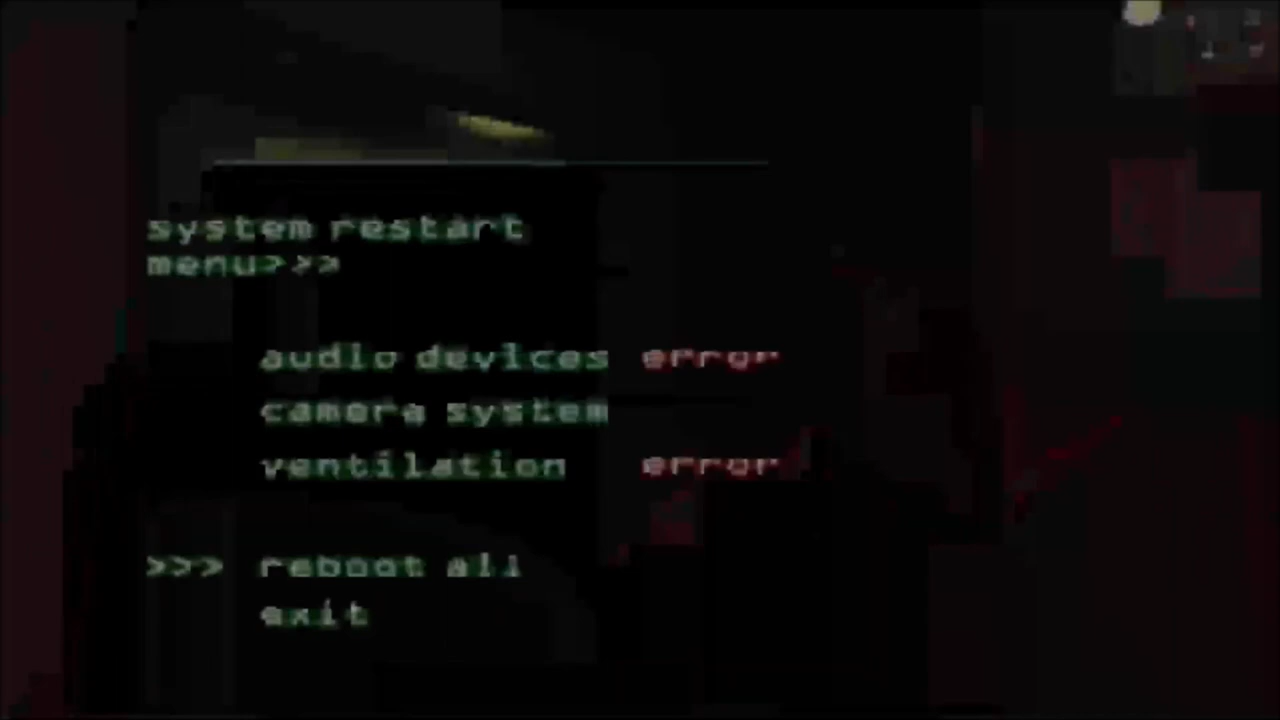 system restart
menu>>>
audio devices error
camera system
ventilation error
>>> reboot all
exit